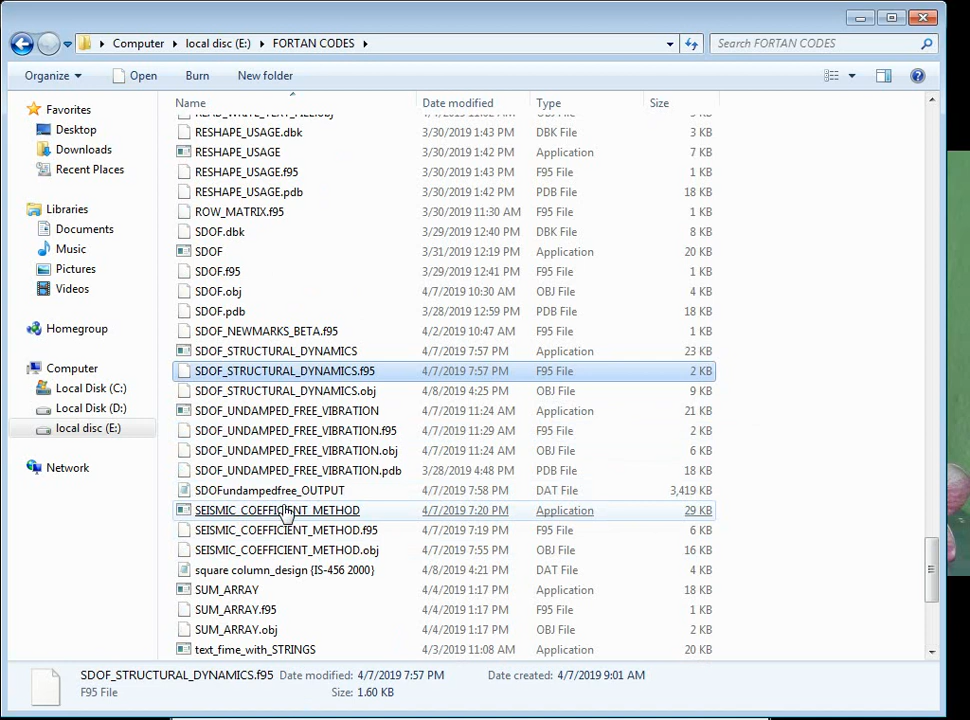 Computer ▸ local disc (E:) ▸ FORTAN CODES ▸
Search FORTAN CODES
Organize ▾ Open Burn New folder
Name Date modified Type Size
Favorites
Desktop
Downloads
Recent Places
Libraries
Documents
Music
Pictures
Videos
Homegroup
Computer
Local Disk (C:)
Local Disk (D:)
local disc (E:)
Network
RESHAPE_USAGE.dbk 3/30/2019 1:43 PM DBK File 3 KB
RESHAPE_USAGE 3/30/2019 1:42 PM Application 7 KB
RESHAPE_USAGE.f95 3/30/2019 1:43 PM F95 File 1 KB
RESHAPE_USAGE.pdb 3/30/2019 1:42 PM PDB File 18 KB
ROW_MATRIX.f95 3/30/2019 11:30 AM F95 File 1 KB
SDOF.dbk 3/29/2019 12:40 PM DBK File 8 KB
SDOF 3/31/2019 12:19 PM Application 20 KB
SDOF.f95 3/29/2019 12:41 PM F95 File 4 KB
SDOF.obj 4/7/2019 10:30 AM OBJ File 4 KB
SDOF.pdb 3/28/2019 12:59 PM PDB File 18 KB
SDOF_NEWMARKS_BETA.f95 4/2/2019 10:47 AM F95 File 1 KB
SDOF_STRUCTURAL_DYNAMICS 4/7/2019 7:57 PM Application 23 KB
SDOF_STRUCTURAL_DYNAMICS.f95 4/7/2019 7:57 PM F95 File 2 KB
SDOF_STRUCTURAL_DYNAMICS.obj 4/8/2019 4:25 PM OBJ File 9 KB
SDOF_UNDAMPED_FREE_VIBRATION 4/7/2019 11:24 AM Application 21 KB
SDOF_UNDAMPED_FREE_VIBRATION.f95 4/7/2019 11:29 AM F95 File 2 KB
SDOF_UNDAMPED_FREE_VIBRATION.obj 4/7/2019 11:24 AM OBJ File 6 KB
SDOF_UNDAMPED_FREE_VIBRATION.pdb 3/28/2019 4:48 PM PDB File 18 KB
SDOFundampedfree_OUTPUT 4/7/2019 7:58 PM DAT File 3,419 KB
SEISMIC_COEFFICIENT_METHOD 4/7/2019 7:20 PM Application 29 KB
SEISMIC_COEFFICIENT_METHOD.f95 4/7/2019 7:19 PM F95 File 6 KB
SEISMIC_COEFFICIENT_METHOD.obj 4/7/2019 7:55 PM OBJ File 16 KB
square column_design {IS-456 2000} 4/8/2019 4:21 PM DAT File 4 KB
SUM_ARRAY 4/4/2019 1:17 PM Application 18 KB
SUM_ARRAY.f95 4/4/2019 1:17 PM F95 File 1 KB
SUM_ARRAY.obj 4/4/2019 1:17 PM OBJ File 3 KB
text_fime_with_STRINGS 4/3/2019 11:08 AM Application 20 KB
SDOF_STRUCTURAL_DYNAMICS.f95 Date modified: 4/7/2019 7:57 PM Date created: 4/7/2019 9:01 AM
F95 File Size: 1.60 KB